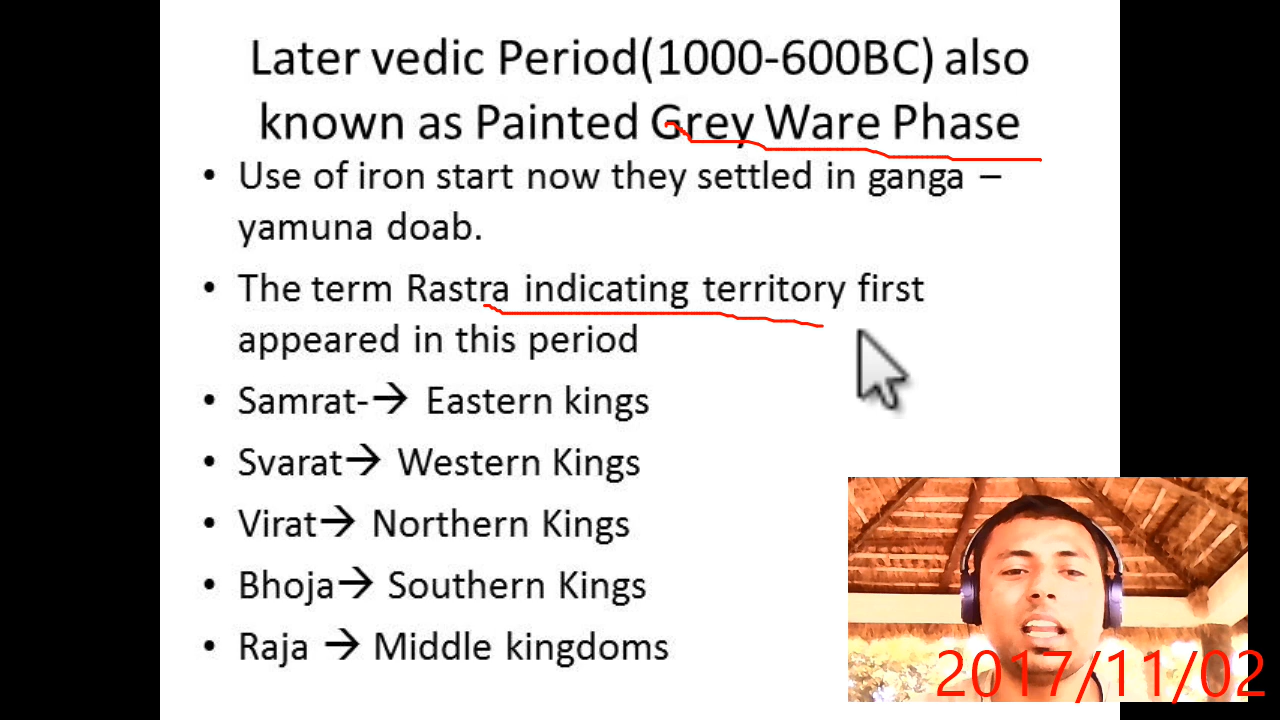 Later vedic Period(1000-600BC) also
known as Painted Grey Ware Phase
• Use of iron start now they settled in ganga –
yamuna doab.
• The term Rastra indicating territory first
appeared in this period
• Samrat-→ Eastern kings
• Svarat→ Western Kings
• Virat→ Northern Kings
• Bhoja→ Southern Kings
• Raja → Middle kingdoms
2017/11/02